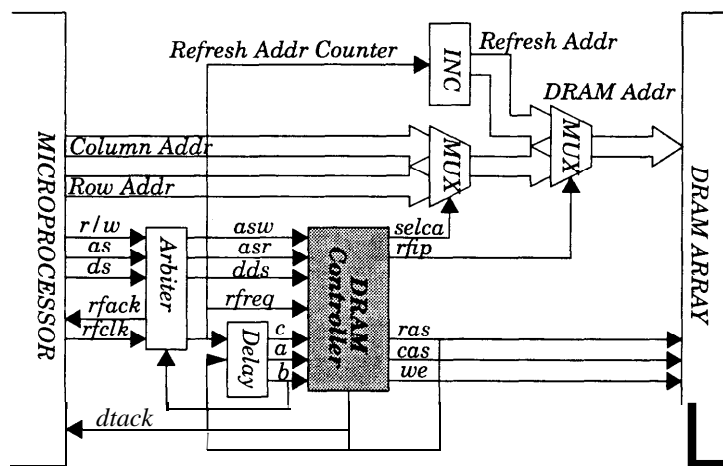 Refresh Addr Counter
INC
Refresh Addr
DRAM Addr
MICROPROCESSOR
Column Addr
Row Addr
MUX
MUX
DRAM ARRAY
r/w
as
ds
rfack
rfclk
Arbiter
asw
asr
dds
rfreq
Delay
c
a
b
DRAM
Controller
selca
rfip
ras
cas
we
dtack